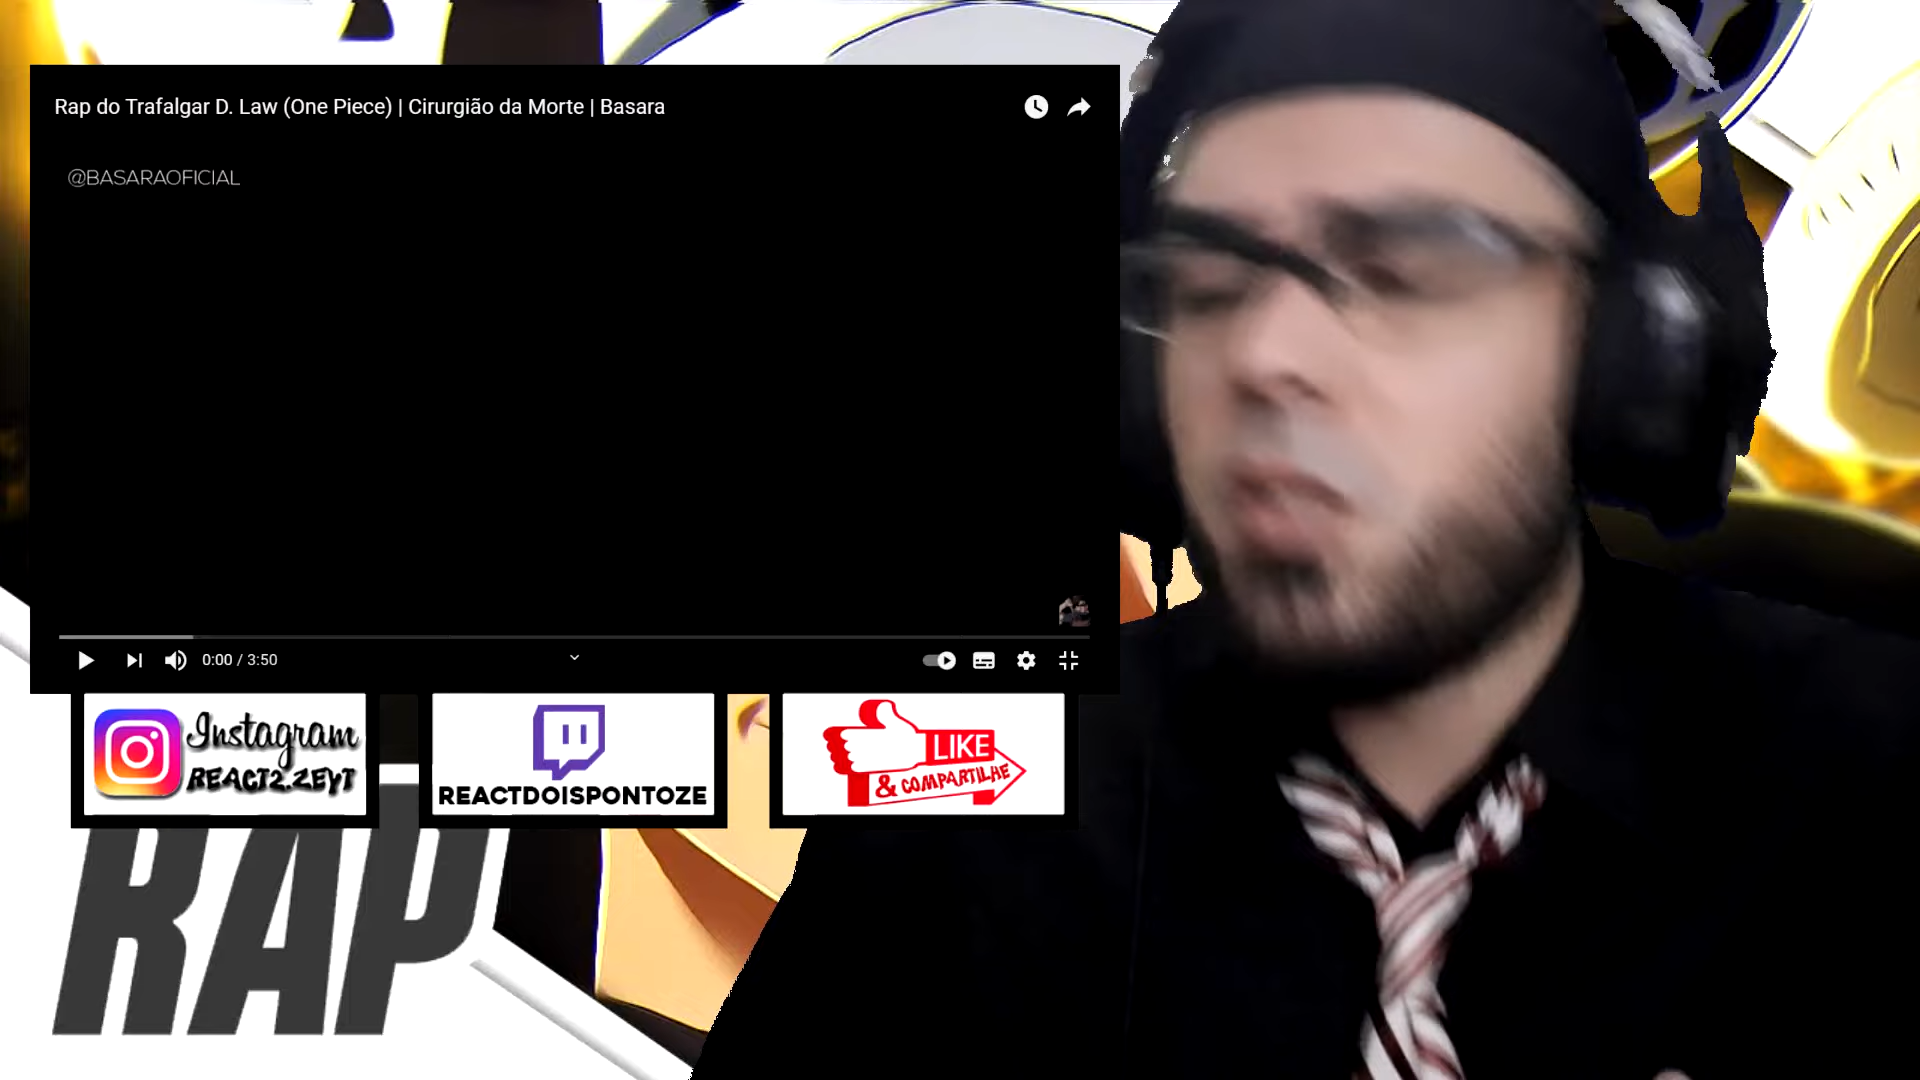 Rap do Trafalgar D. Law (One Piece) | Cirurgião da Morte | Basara
@BASARAOFICIAL
0:00 / 3:50
Instagram
REACT2.ZEYT
REACTDOISPONTOZE
LIKE
& COMPARTILHE
RAP